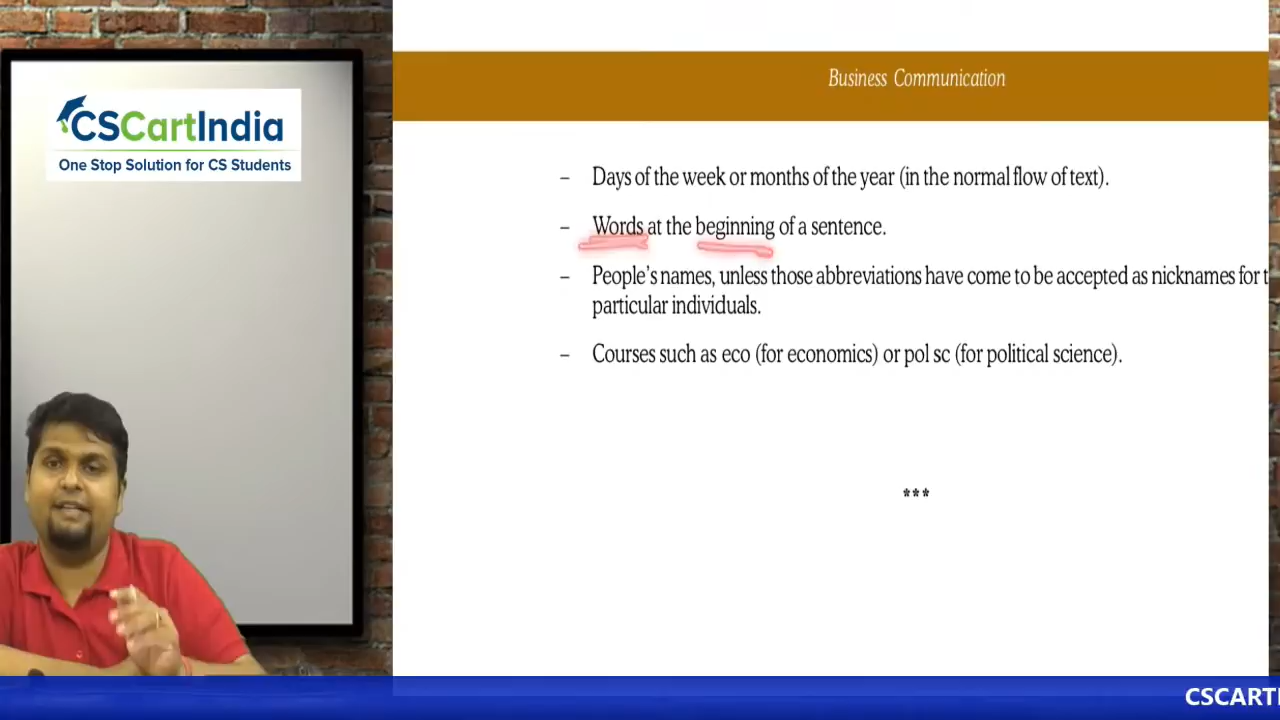 CSCartIndia
One Stop Solution for CS Students
Business Communication
– Days of the week or months of the year (in the normal flow of text).
– Words at the beginning of a sentence.
– People's names, unless those abbreviations have come to be accepted as nicknames for t
particular individuals.
– Courses such as eco (for economics) or pol sc (for political science).
***
CSCARTI